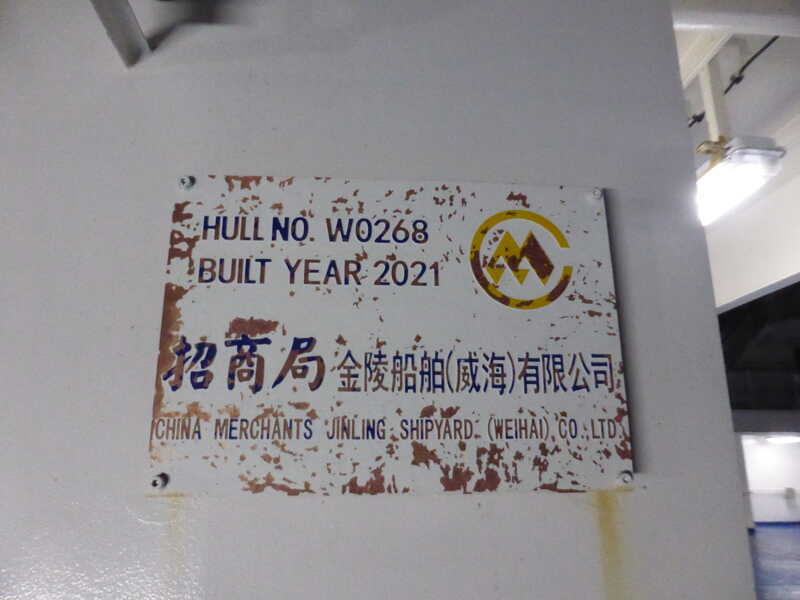 HULL NO. W0268
BUILT YEAR 2021
招商局 金陵船舶(威海)有限公司
CHINA MERCHANTS JINLING SHIPYARD (WEIHAI) CO.,LTD.